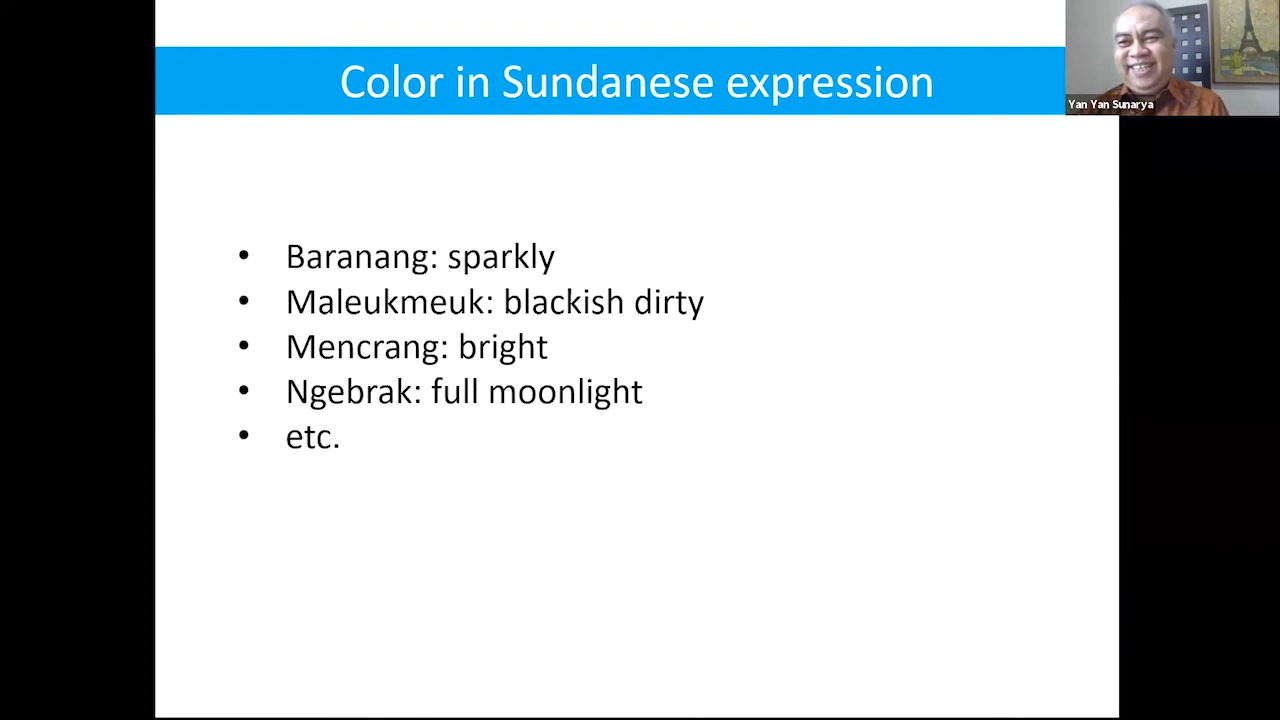 Color in Sundanese expression
Yan Yan Sunarya
• Baranang: sparkly
• Maleukmeuk: blackish dirty
• Mencrang: bright
• Ngebrak: full moonlight
• etc.